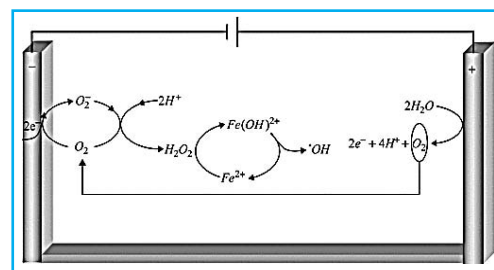 −
+
O₂⁻
2H⁺
2e⁻
O₂
H₂O₂
Fe(OH)²⁺
•OH
Fe²⁺
2H₂O
2e⁻ + 4H⁺ + O₂